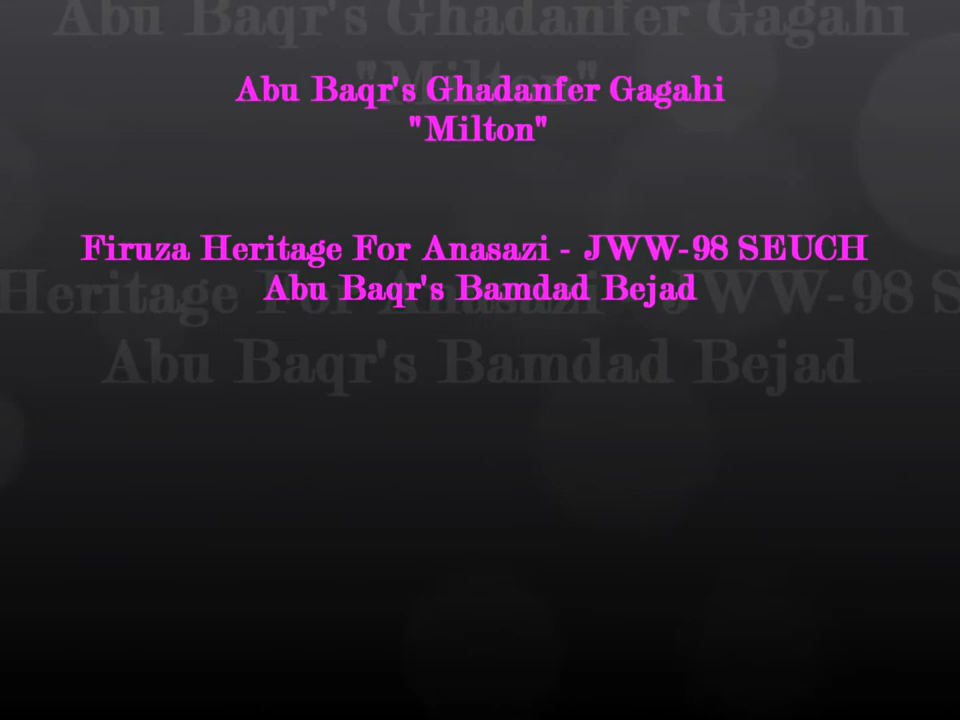 Abu Baqr's Ghadanfer Gagahi
"Milton"
Firuza Heritage For Anasazi - JWW-98 SEUCH
Abu Baqr's Bamdad Bejad